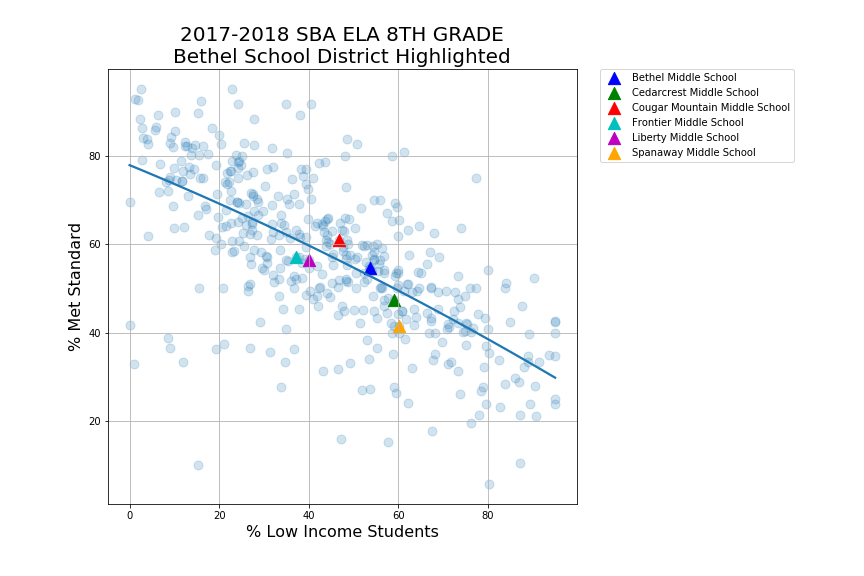 2017-2018 SBA ELA 8TH GRADE
Bethel School District Highlighted
Bethel Middle School
Cedarcrest Middle School
Cougar Mountain Middle School
Frontier Middle School
Liberty Middle School
Spanaway Middle School
% Met Standard
80
60
40
20
0 20 40 60 80
% Low Income Students